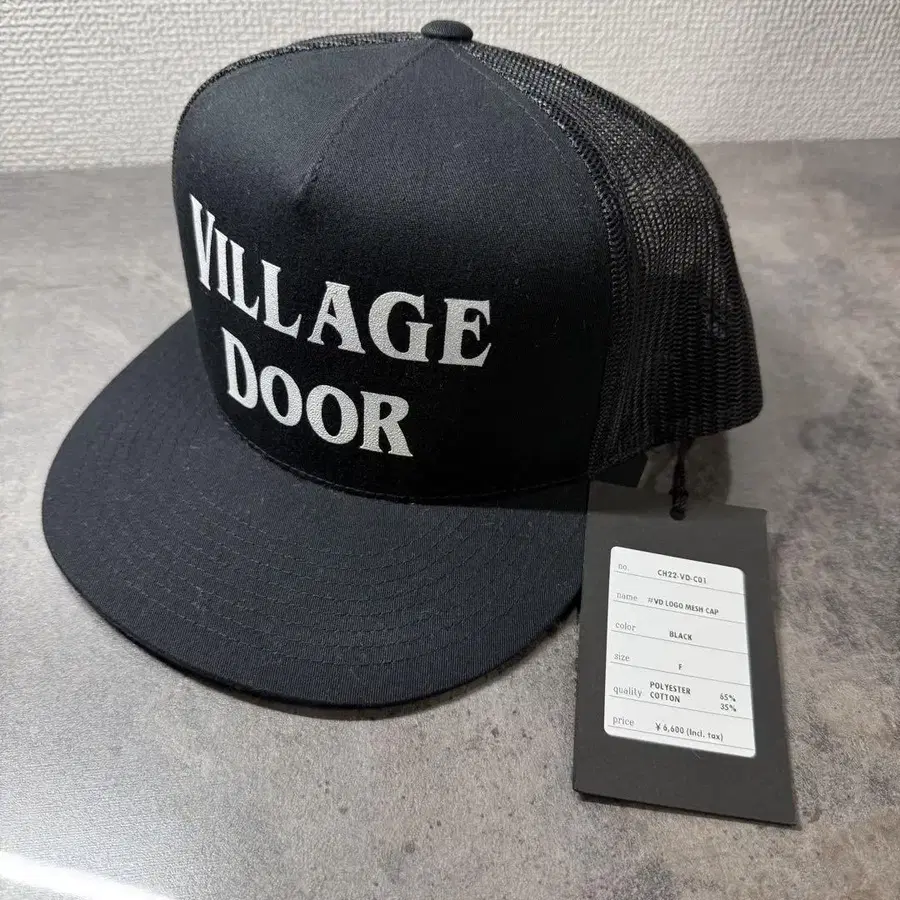 VILLAGE
DOOR
no. CH22-VD-C01
name #VD LOGO MESH CAP
color BLACK
size F
quality POLYESTER 65%
COTTON 35%
price ¥6,600 (Incl. tax)